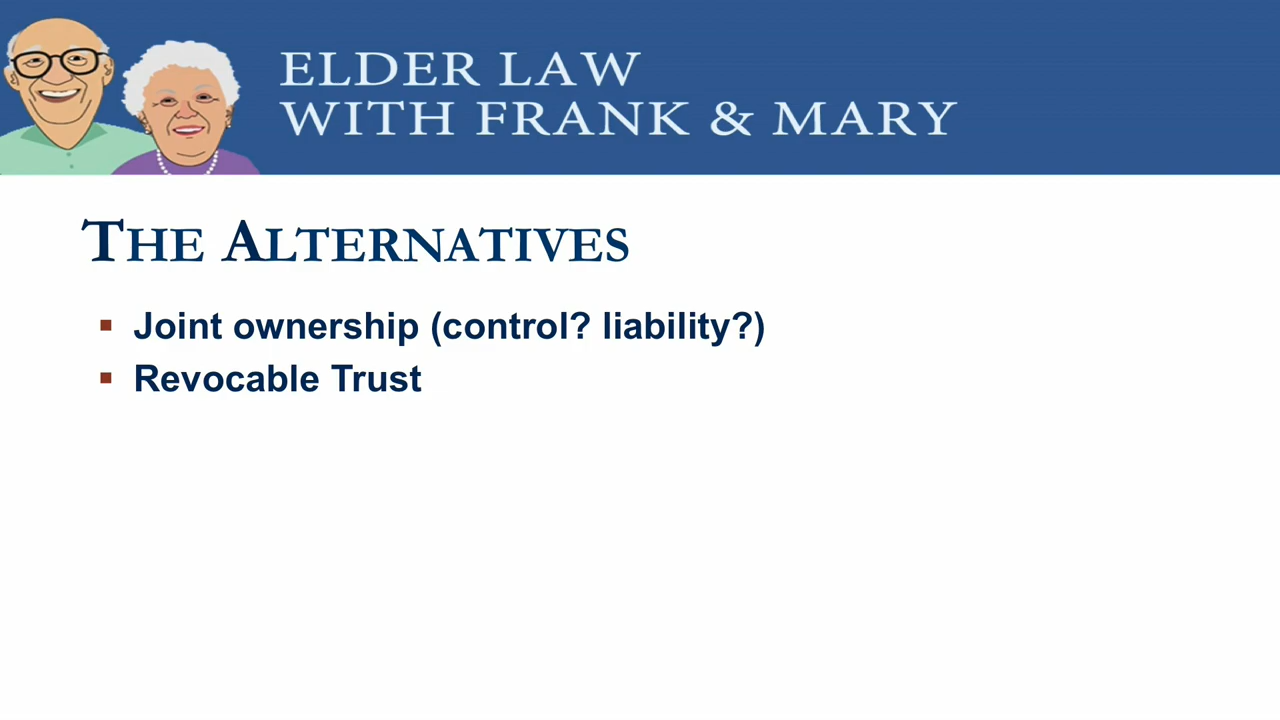 ELDER LAW
WITH FRANK & MARY
THE ALTERNATIVES
Joint ownership (control? liability?)
Revocable Trust